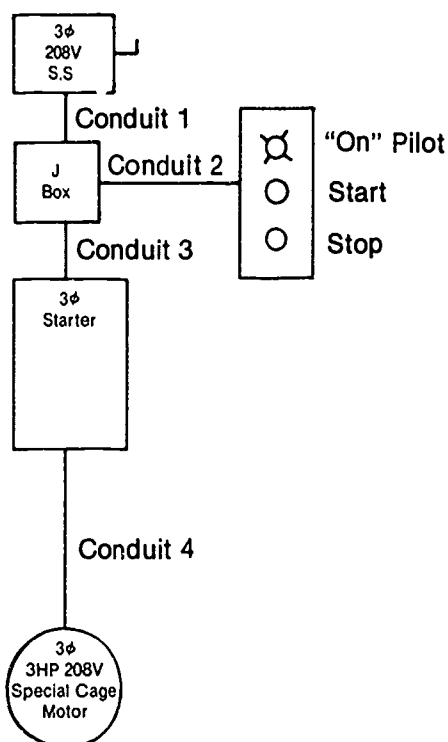 3ϕ
208V
S.S
Conduit 1
J
Box
Conduit 2
"On" Pilot
Start
Stop
Conduit 3
3ϕ
Starter
Conduit 4
3ϕ
3HP 208V
Special Cage
Motor